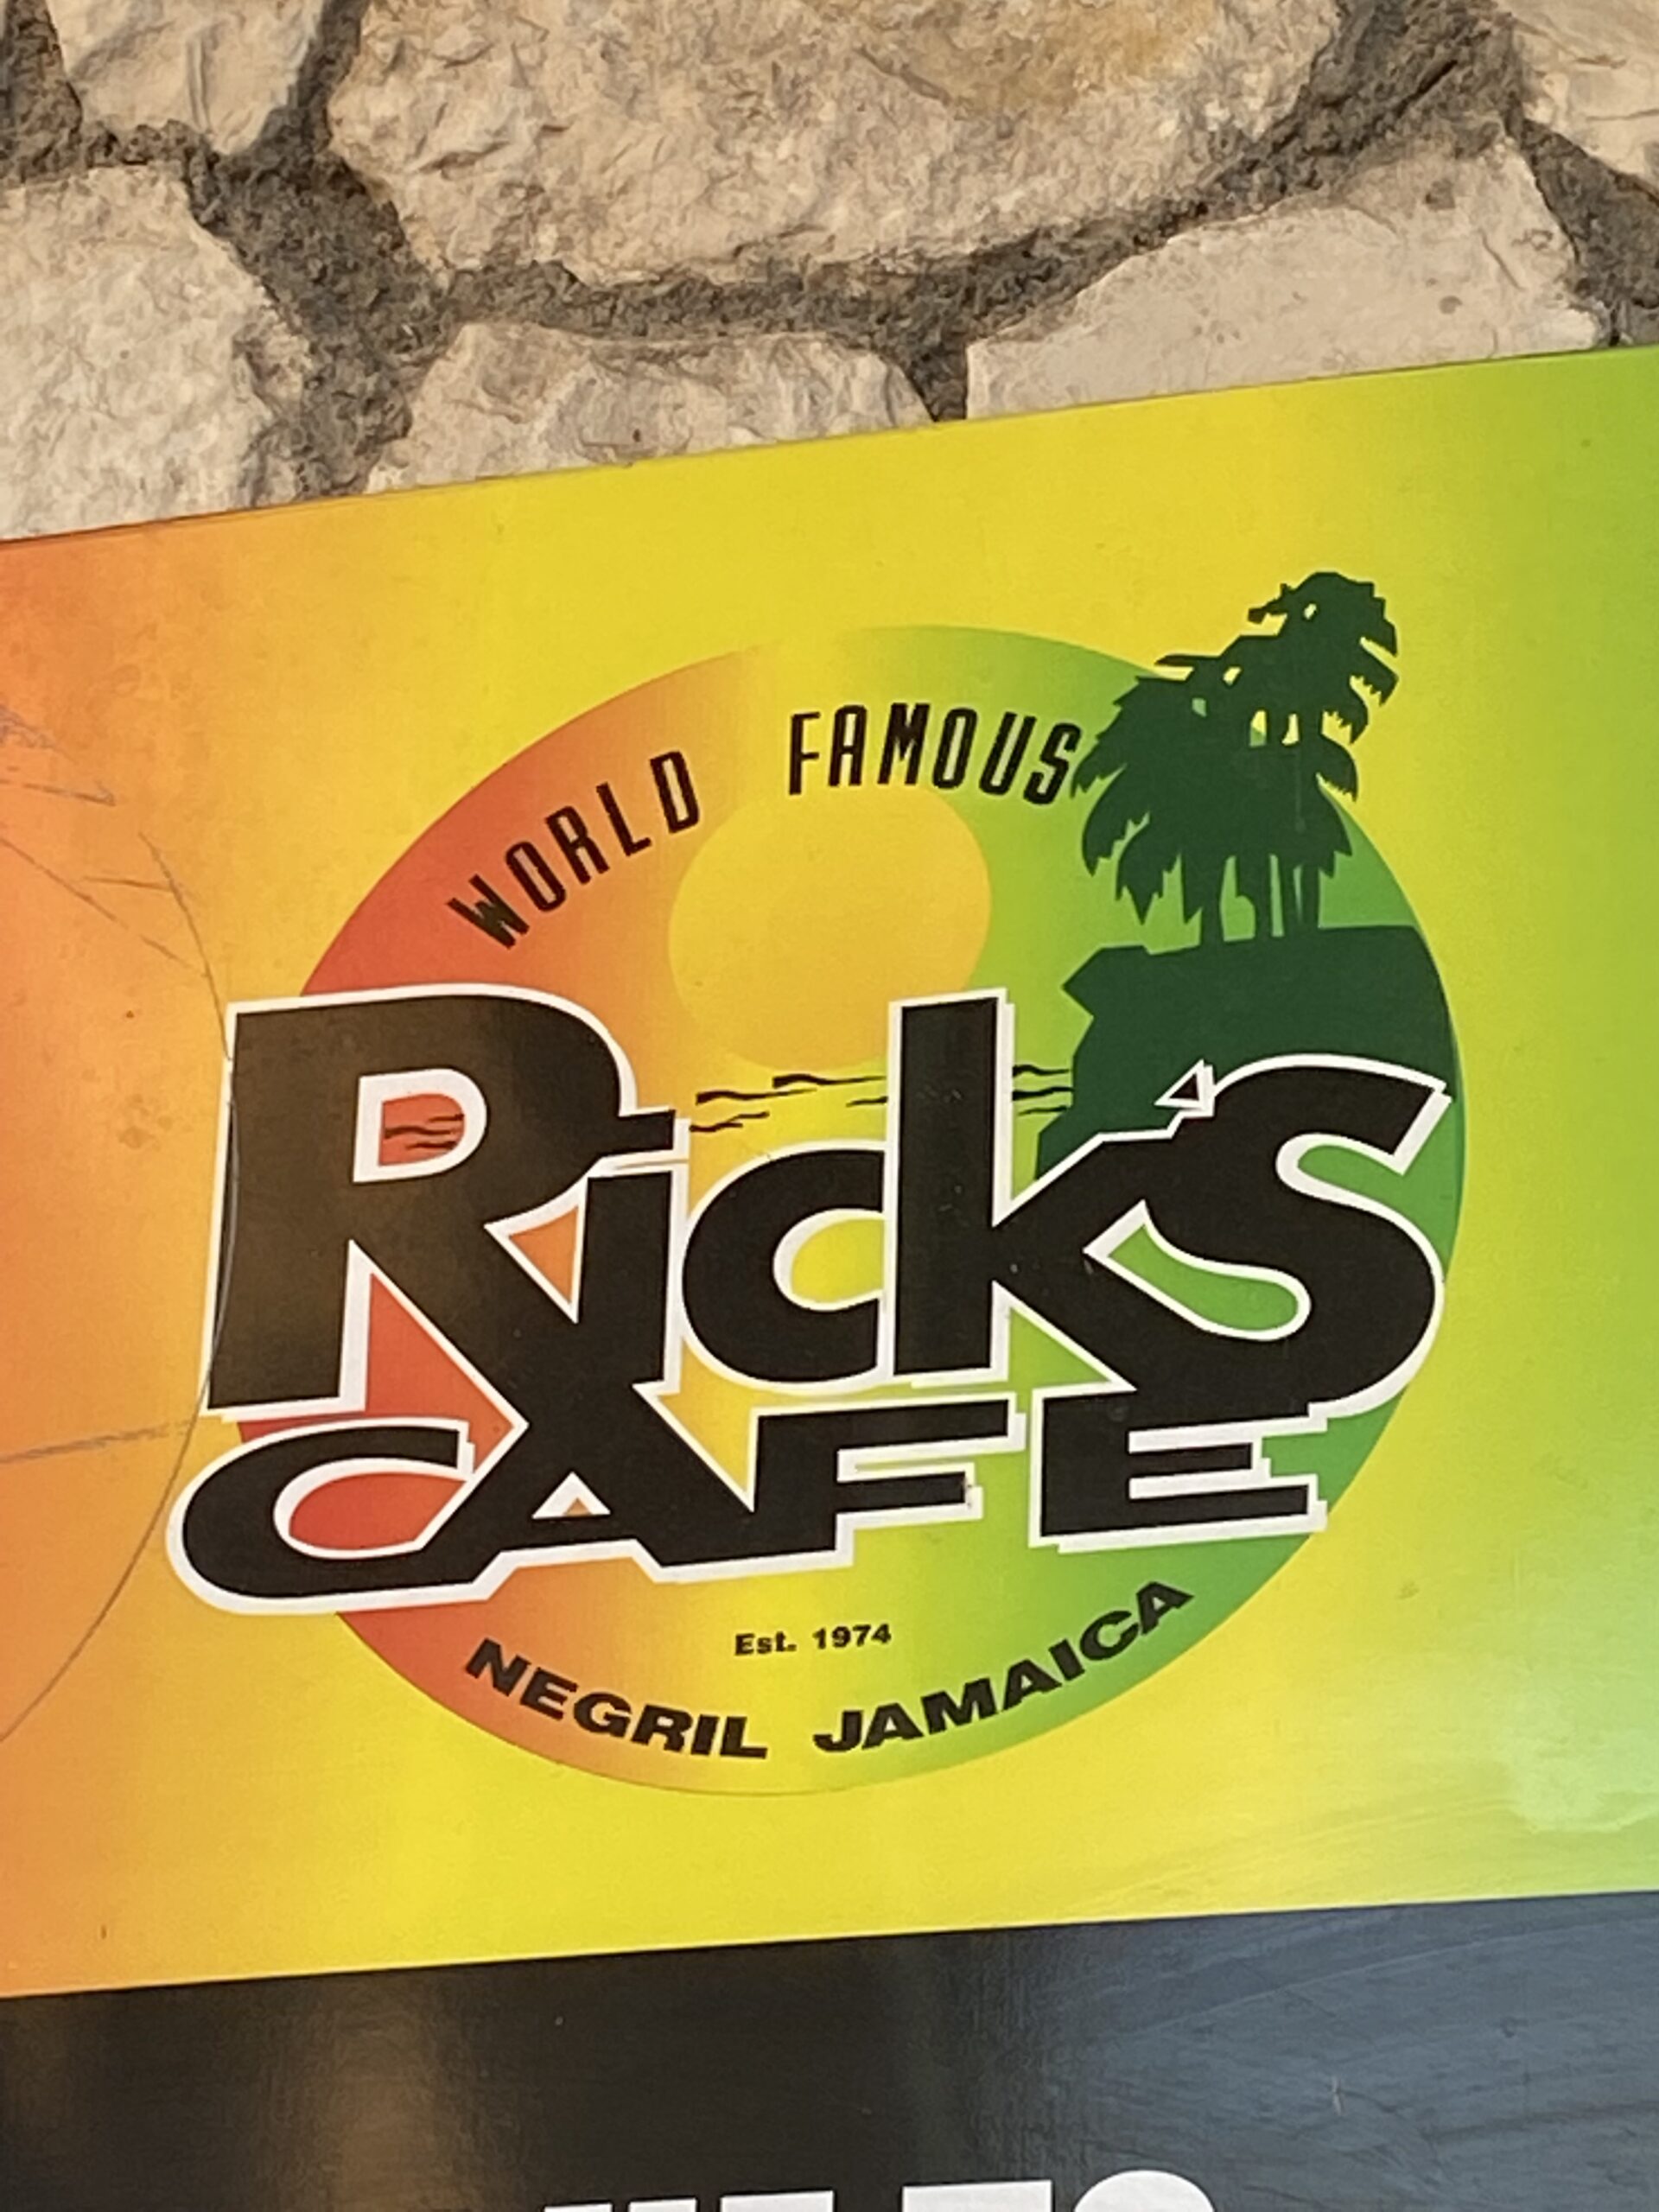 WORLD FAMOUS
RICK'S
CAFE
Est. 1974
NEGRIL JAMAICA